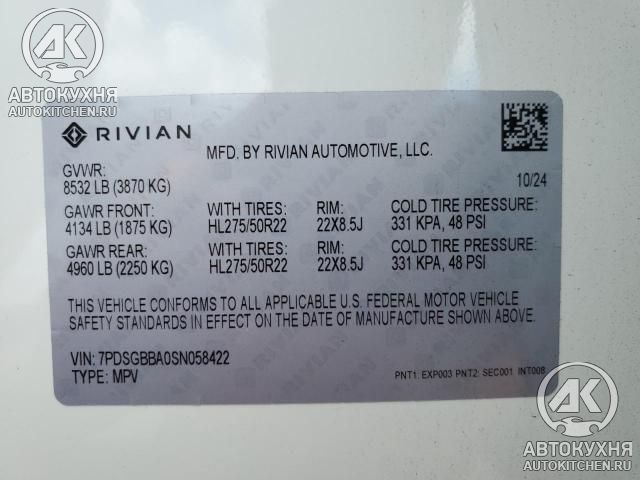 АК
АВТОКУХНЯ
AUTOKITCHEN.RU
RIVIAN
MFD. BY RIVIAN AUTOMOTIVE, LLC.
GVWR:
8532 LB (3870 KG)
10/24
GAWR FRONT: WITH TIRES: RIM: COLD TIRE PRESSURE:
4134 LB (1875 KG) HL275/50R22 22X8.5J 331 KPA, 48 PSI
GAWR REAR: WITH TIRES: RIM: COLD TIRE PRESSURE:
4960 LB (2250 KG) HL275/50R22 22X8.5J 331 KPA, 48 PSI
THIS VEHICLE CONFORMS TO ALL APPLICABLE U.S. FEDERAL MOTOR VEHICLE
SAFETY STANDARDS IN EFFECT ON THE DATE OF MANUFACTURE SHOWN ABOVE.
VIN: 7PDSGBBA0SN058422
TYPE: MPV
PNT1: EXP003 PNT2: SEC001 INT008
АК
АВТОКУХНЯ
AUTOKITCHEN.RU